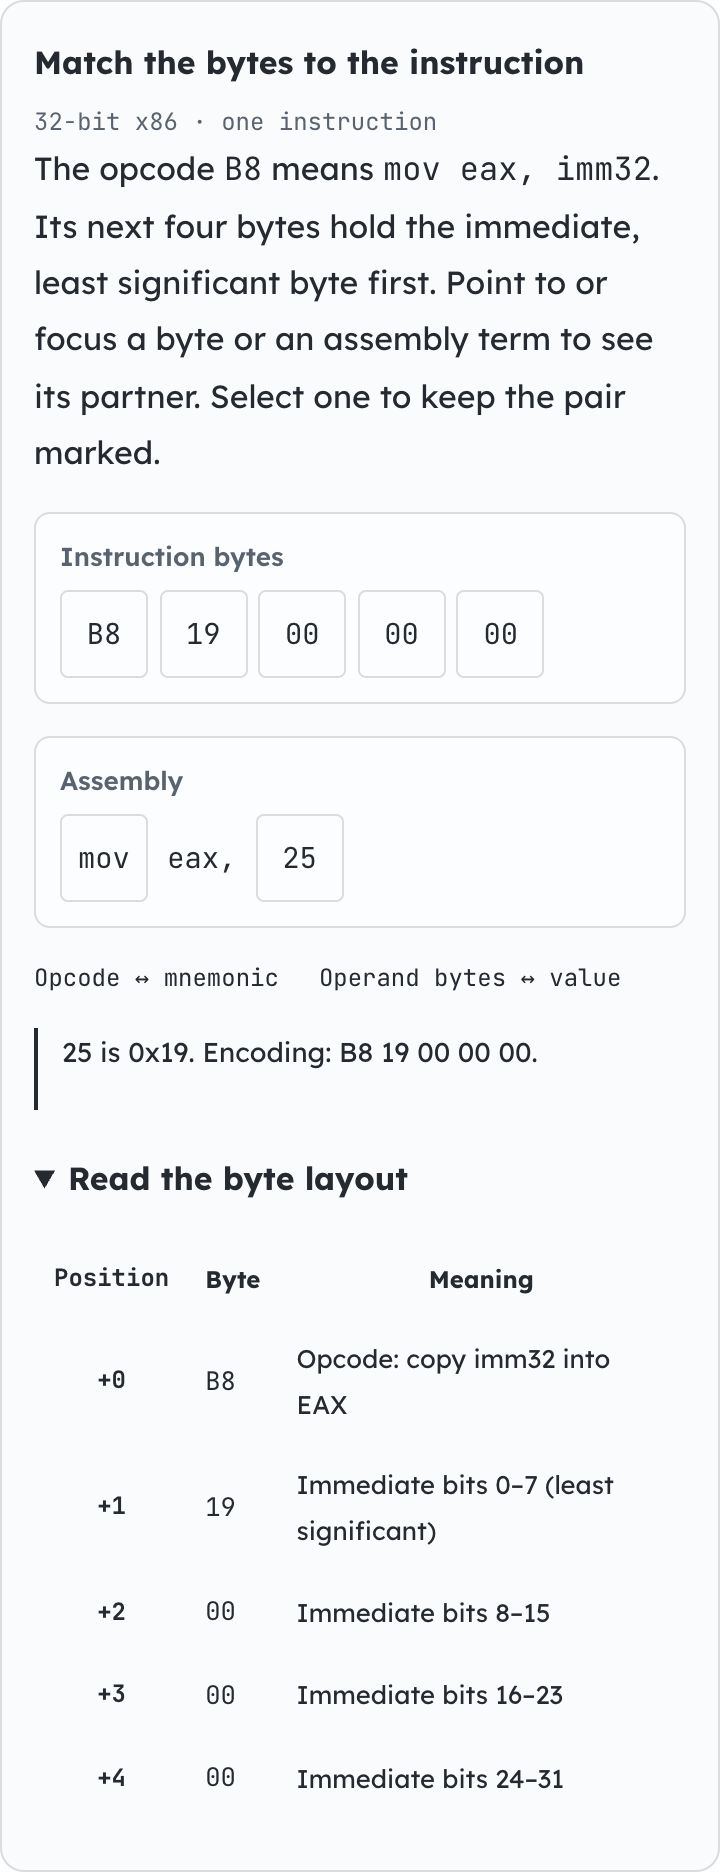 Match the bytes to the instruction
32-bit x86 · one instruction
The opcode B8 means mov eax, imm32.
Its next four bytes hold the immediate,
least significant byte first. Point to or
focus a byte or an assembly term to see
its partner. Select one to keep the pair
marked.
Instruction bytes
B8 19 00 00 00
Assembly
mov eax, 25
Opcode ↔ mnemonic Operand bytes ↔ value
25 is 0x19. Encoding: B8 19 00 00 00.
▼ Read the byte layout
Position Byte Meaning
+0 B8 Opcode: copy imm32 into
EAX
+1 19 Immediate bits 0–7 (least
significant)
+2 00 Immediate bits 8–15
+3 00 Immediate bits 16–23
+4 00 Immediate bits 24–31